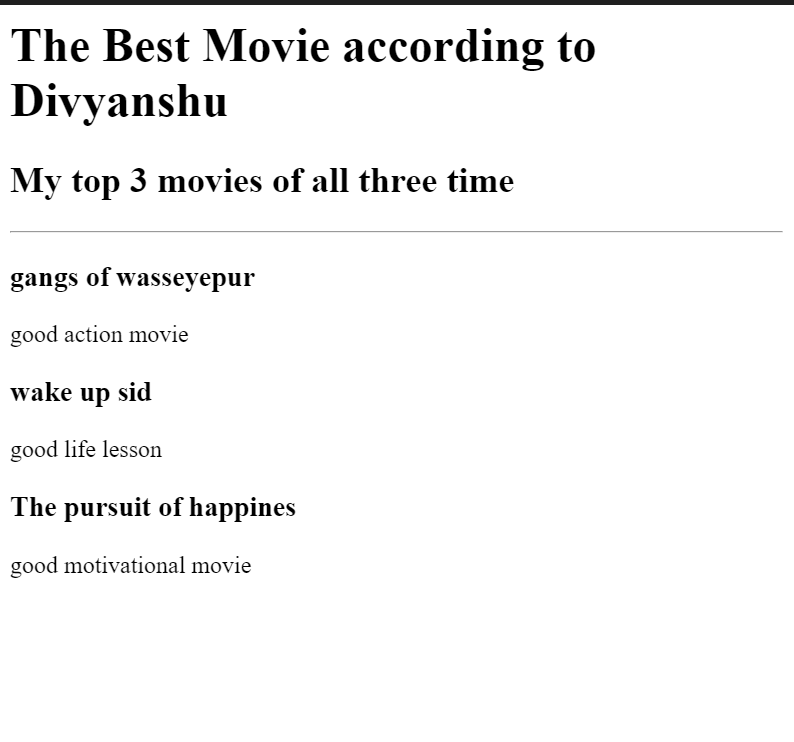 The Best Movie according to
Divyanshu
My top 3 movies of all three time
gangs of wasseyepur
good action movie
wake up sid
good life lesson
The pursuit of happines
good motivational movie